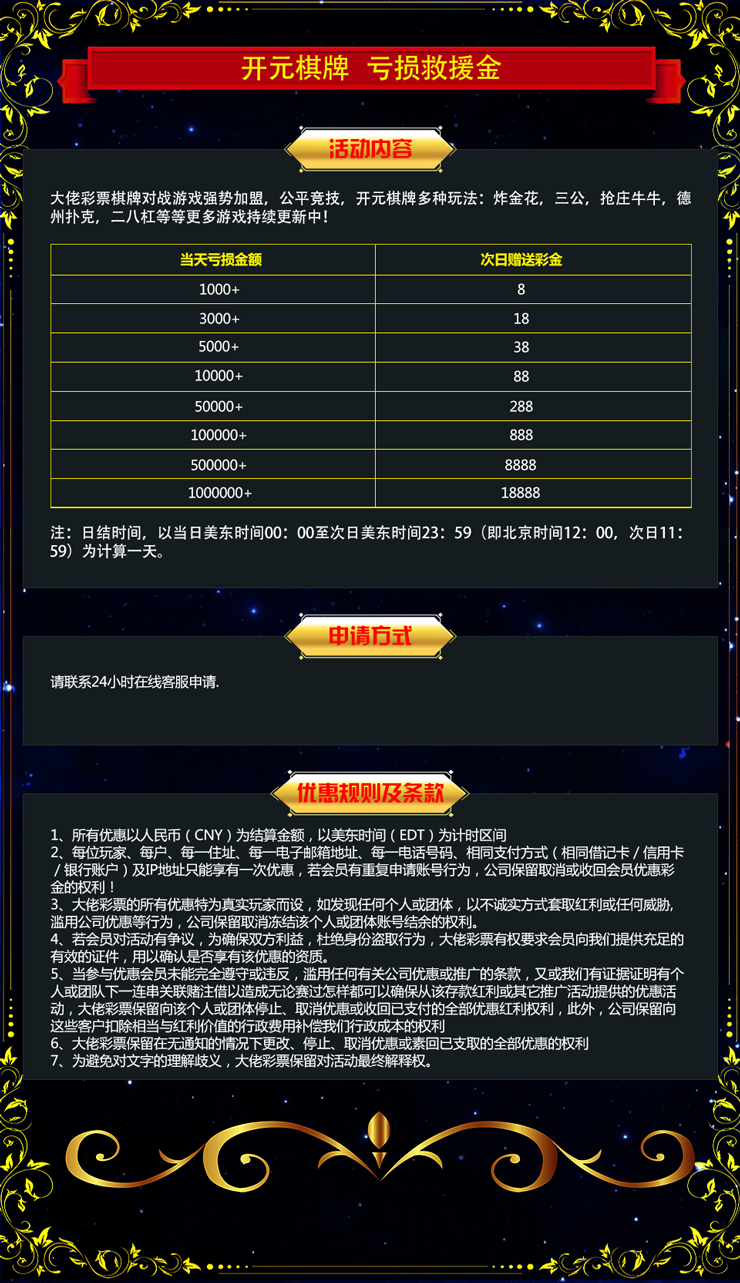 开元棋牌 亏损救援金
活动内容
大佬彩票棋牌对战游戏强势加盟，公平竞技，开元棋牌多种玩法：炸金花，三公，抢庄牛牛，德
州扑克，二八杠等等更多游戏持续更新中！
当天亏损金额 次日赠送彩金
1000+ 8
3000+ 18
5000+ 38
10000+ 88
50000+ 288
100000+ 888
500000+ 8888
1000000+ 18888
注：日结时间，以当日美东时间00：00至次日美东时间23：59（即北京时间12：00，次日11：
59）为计算一天。
申请方式
请联系24小时在线客服申请.
优惠规则及条款
1、所有优惠以人民币（CNY）为结算金额，以美东时间（EDT）为计时区间
2、每位玩家、每户、每一住址、每一电子邮箱地址、每一电话号码、相同支付方式（相同借记卡/信用卡
/银行账户）及IP地址只能享有一次优惠，若会员有重复申请账号行为，公司保留取消或收回会员优惠彩
金的权利！
3、大佬彩票的所有优惠特为真实玩家而设，如发现任何个人或团体，以不诚实方式套取红利或任何威胁,
滥用公司优惠等行为，公司保留取消冻结该个人或团体账号结余的权利。
4、若会员对活动有争议，为确保双方利益，杜绝身份盗取行为，大佬彩票有权要求会员向我们提供充足的
有效的证件，用以确认是否享有该优惠的资质。
5、当参与优惠会员未能完全遵守或违反，滥用任何有关公司优惠或推广的条款，又或我们有证据证明有个
人或团队下一连串关联赌注借以造成无论赛过怎样都可以确保从该存款红利或其它推广活动提供的优惠活
动，大佬彩票保留向该个人或团体停止、取消优惠或收回已支付的全部优惠红利权利，此外，公司保留向
这些客户扣除相当与红利价值的行政费用补偿我们行政成本的权利
6、大佬彩票保留在无通知的情况下更改、停止、取消优惠或素回已支取的全部优惠的权利
7、为避免对文字的理解歧义，大佬彩票保留对活动最终解释权。